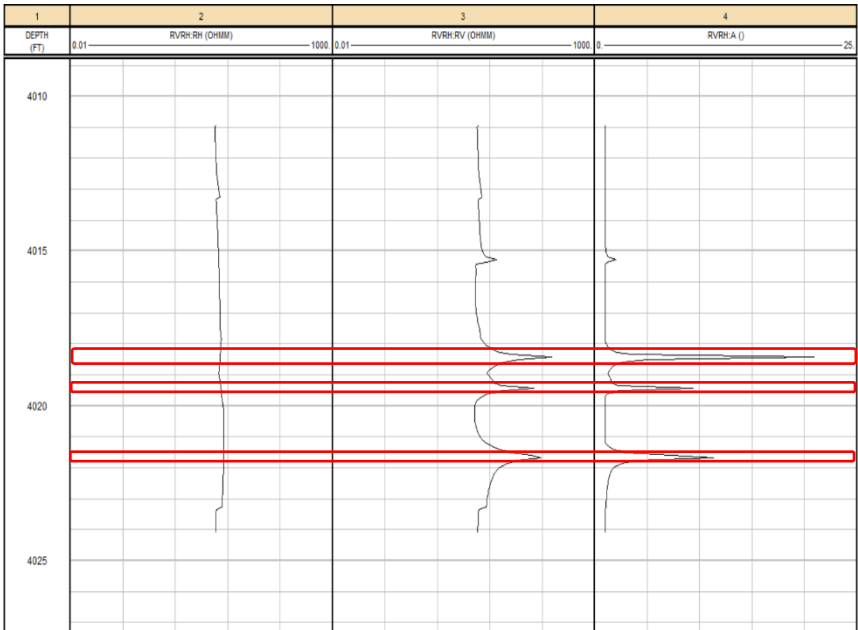 1 2 3 4
DEPTH (FT) RVRH:RH (OHMM) RVRH:RV (OHMM) RVRH:A ()
0.01 1000. 0.01 1000. 0. 25.
4010
4015
4020
4025